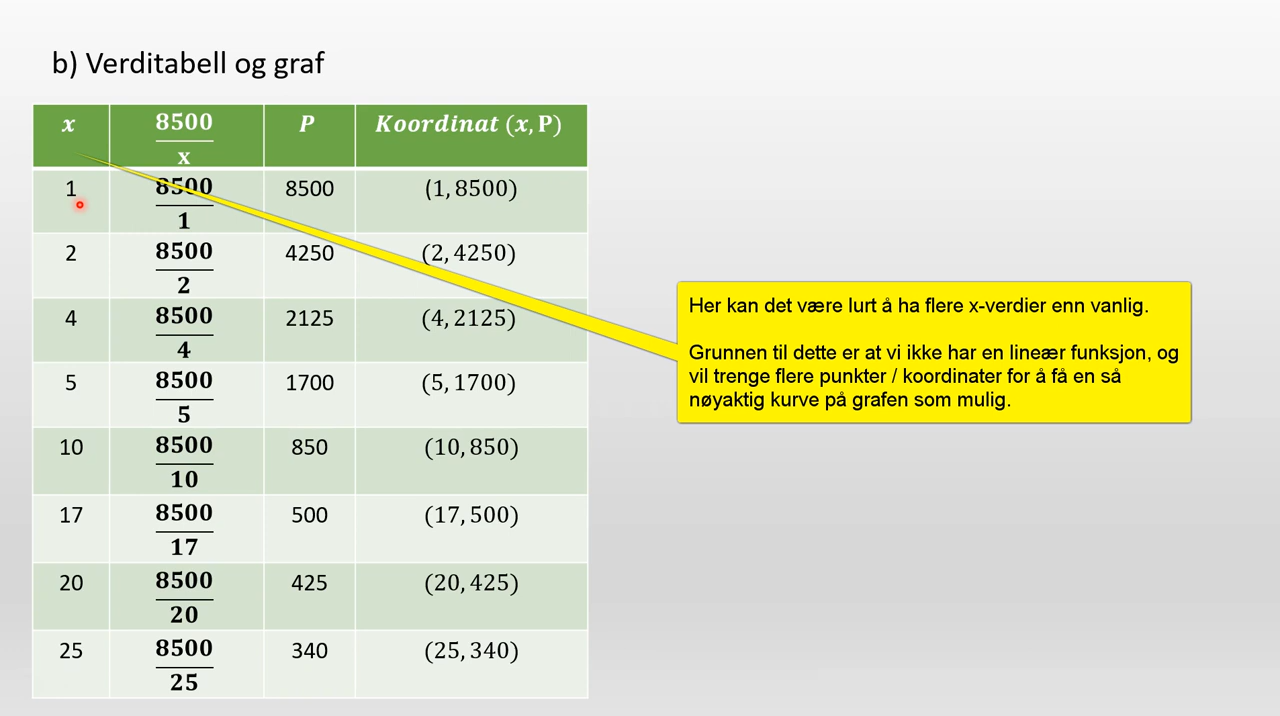 b) Verditabell og graf
x 8500/x P Koordinat (x, P)
1 8500/1 8500 (1, 8500)
2 8500/2 4250 (2, 4250)
4 8500/4 2125 (4, 2125)
5 8500/5 1700 (5, 1700)
10 8500/10 850 (10, 850)
17 8500/17 500 (17, 500)
20 8500/20 425 (20, 425)
25 8500/25 340 (25, 340)
Her kan det være lurt å ha flere x-verdier enn vanlig.
Grunnen til dette er at vi ikke har en lineær funksjon, og
vil trenge flere punkter / koordinater for å få en så
nøyaktig kurve på grafen som mulig.